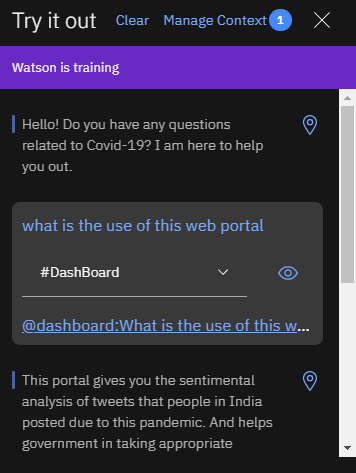 Try it out Clear Manage Context 1
Watson is training
Hello! Do you have any questions
related to Covid-19? I am here to help
you out.
what is the use of this web portal
#DashBoard
@dashboard:What is the use of this w...
This portal gives you the sentimental
analysis of tweets that people in India
posted due to this pandemic. And helps
government in taking appropriate